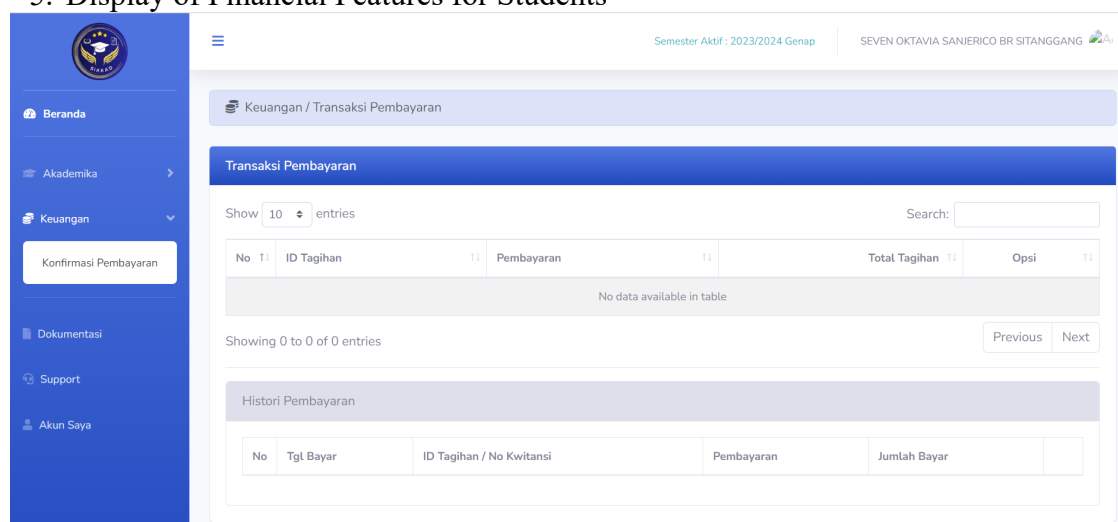 5. Display of Financial Features for Students
SIAKAD
Semester Aktif : 2023/2024 Genap
SEVEN OKTAVIA SANJERICO BR SITANGGANG
Beranda
Akademika
Keuangan
Konfirmasi Pembayaran
Dokumentasi
Support
Akun Saya
Keuangan / Transaksi Pembayaran
Transaksi Pembayaran
Show 10 entries
Search:
No ID Tagihan Pembayaran Total Tagihan Opsi
No data available in table
Showing 0 to 0 of 0 entries
Previous Next
Histori Pembayaran
No Tgl Bayar ID Tagihan / No Kwitansi Pembayaran Jumlah Bayar